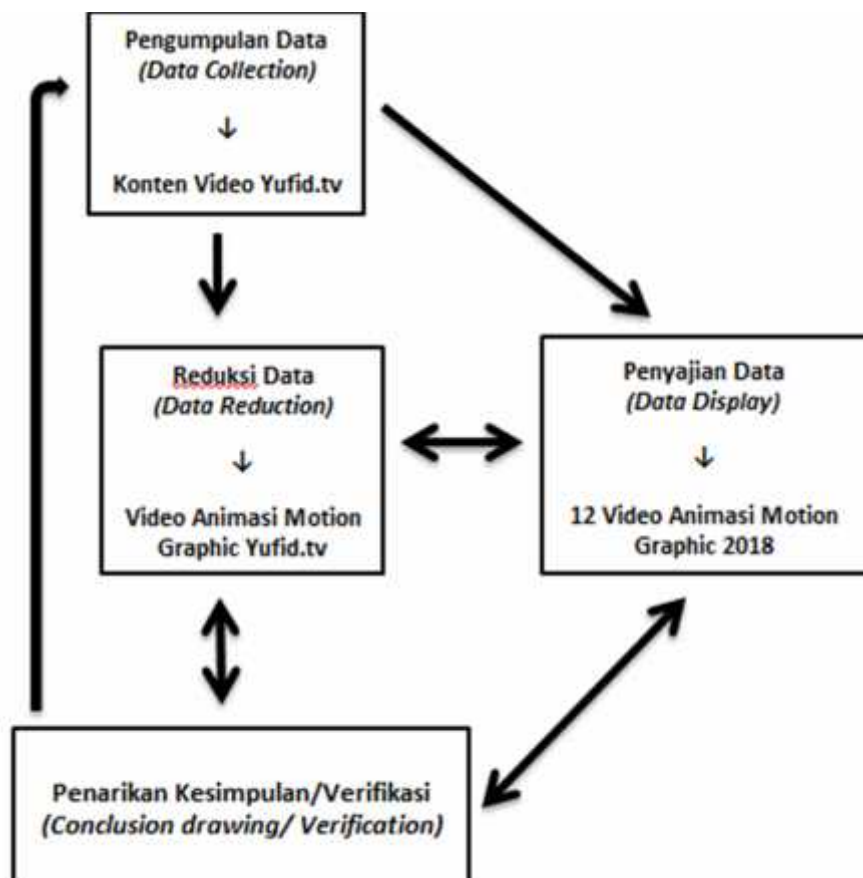 Pengumpulan Data
(Data Collection)
↓
Konten Video Yufid.tv
Reduksi Data
(Data Reduction)
↓
Video Animasi Motion
Graphic Yufid.tv
Penyajian Data
(Data Display)
↓
12 Video Animasi Motion
Graphic 2018
Penarikan Kesimpulan/Verifikasi
(Conclusion drawing/ Verification)